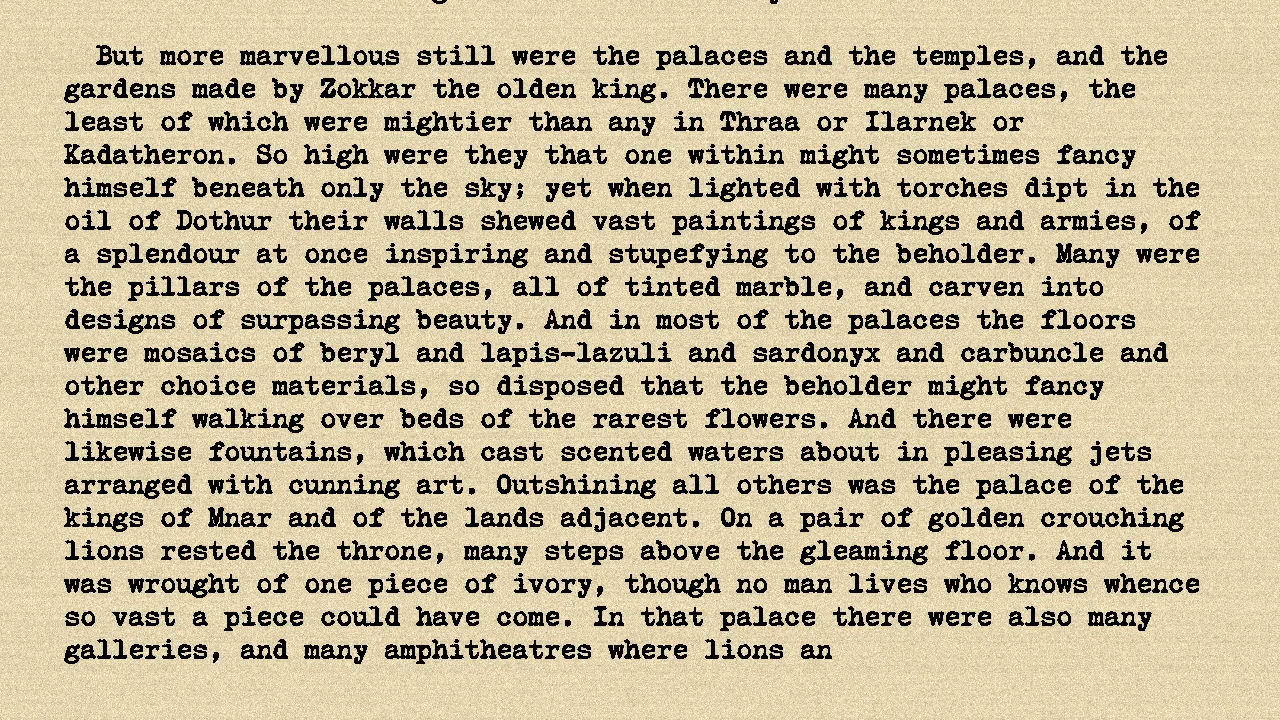 But more marvellous still were the palaces and the temples, and the
gardens made by Zokkar the olden king. There were many palaces, the
least of which were mightier than any in Thraa or Ilarnek or
Kadatheron. So high were they that one within might sometimes fancy
himself beneath only the sky; yet when lighted with torches dipt in the
oil of Dothur their walls shewed vast paintings of kings and armies, of
a splendour at once inspiring and stupefying to the beholder. Many were
the pillars of the palaces, all of tinted marble, and carven into
designs of surpassing beauty. And in most of the palaces the floors
were mosaics of beryl and lapis-lazuli and sardonyx and carbuncle and
other choice materials, so disposed that the beholder might fancy
himself walking over beds of the rarest flowers. And there were
likewise fountains, which cast scented waters about in pleasing jets
arranged with cunning art. Outshining all others was the palace of the
kings of Mnar and of the lands adjacent. On a pair of golden crouching
lions rested the throne, many steps above the gleaming floor. And it
was wrought of one piece of ivory, though no man lives who knows whence
so vast a piece could have come. In that palace there were also many
galleries, and many amphitheatres where lions an